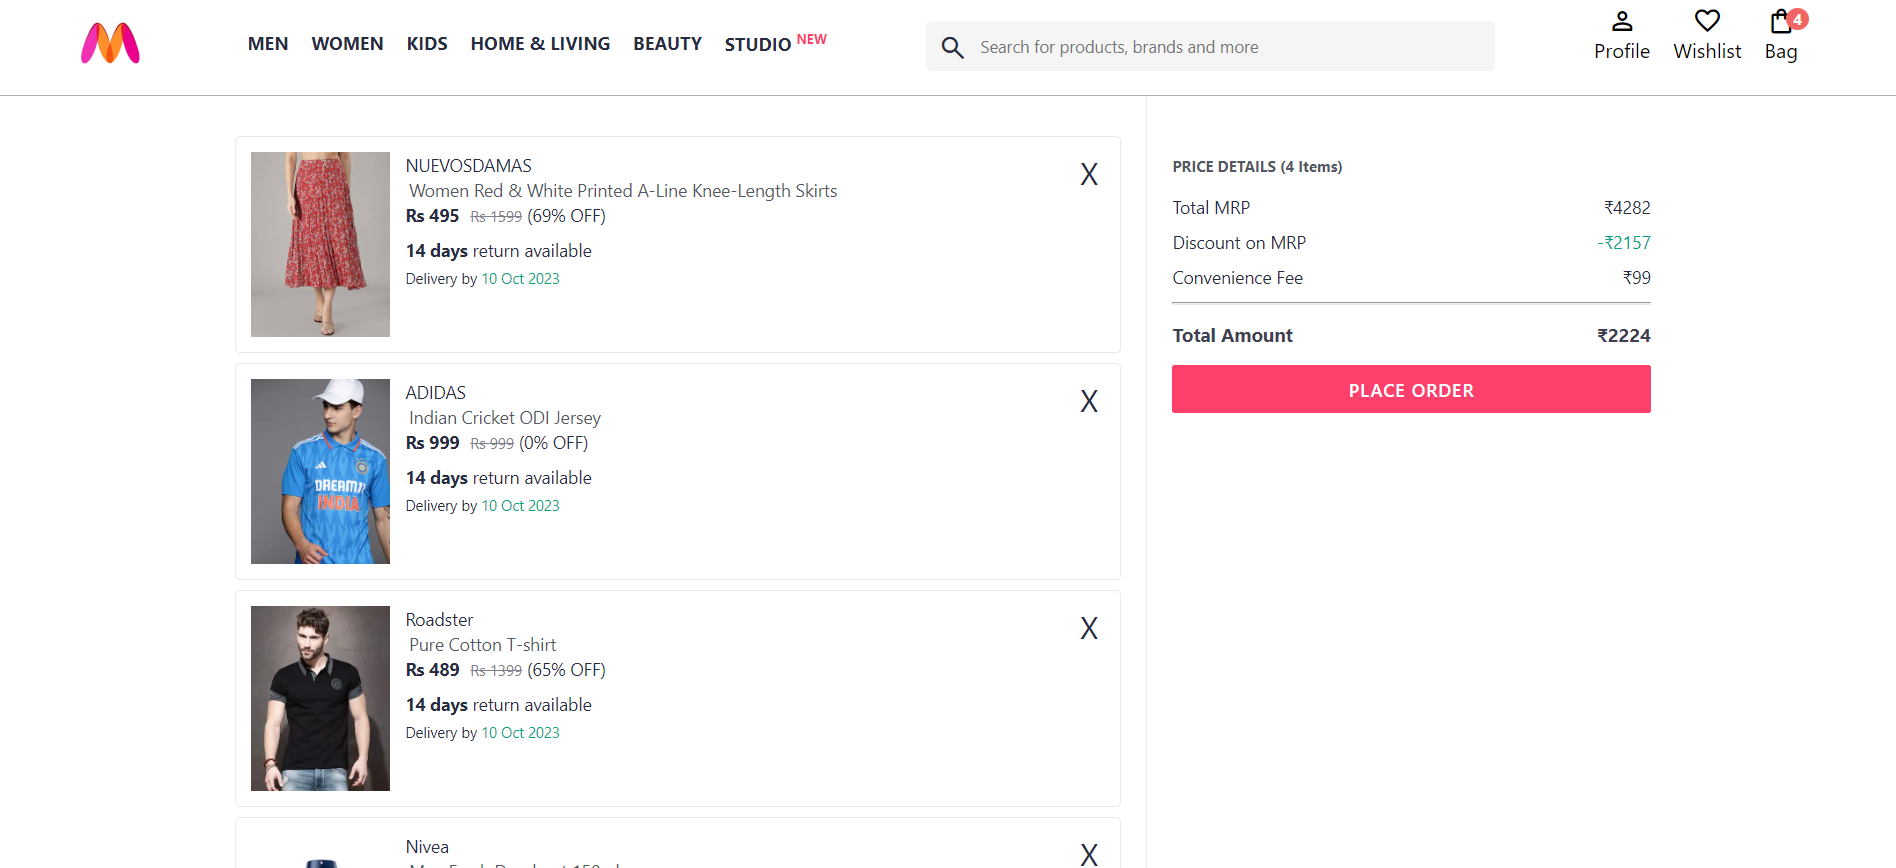 MEN WOMEN KIDS HOME & LIVING BEAUTY STUDIO NEW
Search for products, brands and more
Profile Wishlist Bag 4
NUEVOSDAMAS
Women Red & White Printed A-Line Knee-Length Skirts
Rs 495 Rs 1599 (69% OFF)
14 days return available
Delivery by 10 Oct 2023
X
ADIDAS
Indian Cricket ODI Jersey
Rs 999 Rs 999 (0% OFF)
14 days return available
Delivery by 10 Oct 2023
X
DREAM11
INDIA
Roadster
Pure Cotton T-shirt
Rs 489 Rs 1399 (65% OFF)
14 days return available
Delivery by 10 Oct 2023
X
Nivea
X
PRICE DETAILS (4 Items)
Total MRP ₹4282
Discount on MRP -₹2157
Convenience Fee ₹99
Total Amount ₹2224
PLACE ORDER